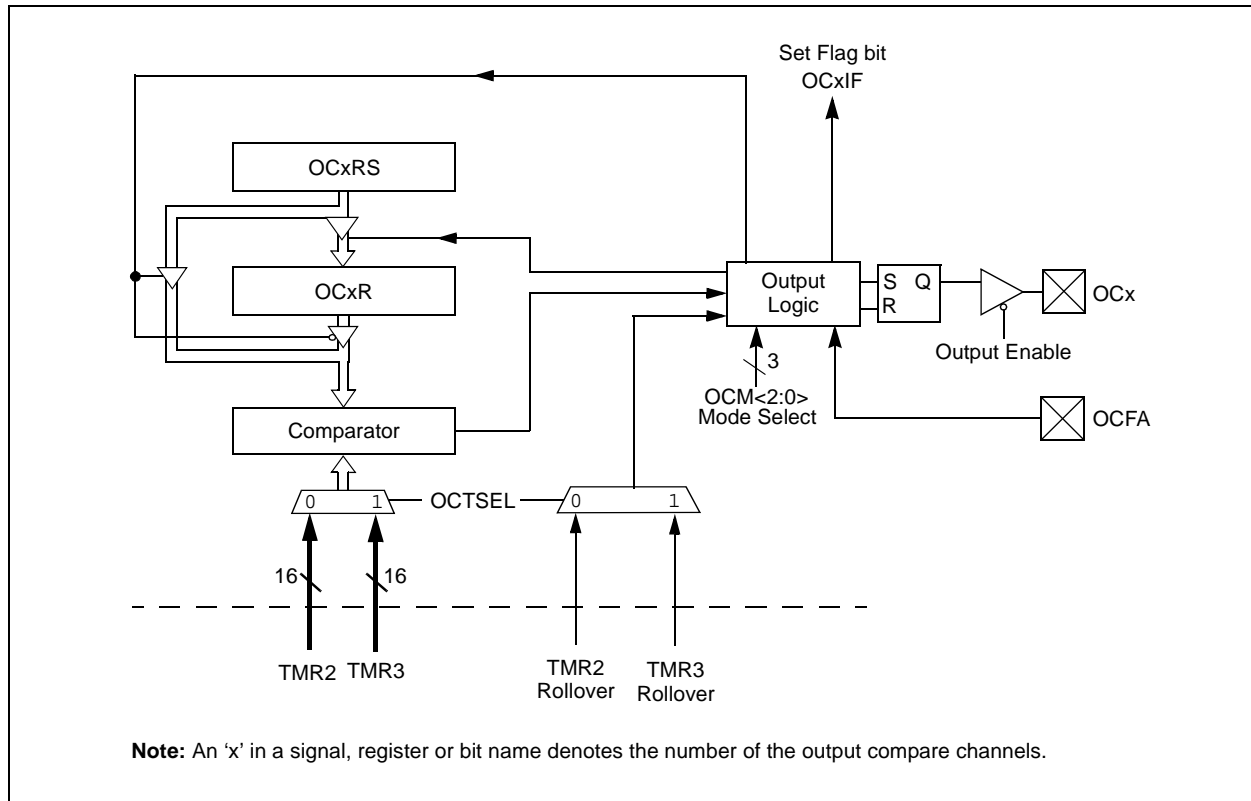 Set Flag bit
OCxIF
OCxRS
OCxR
Output
Logic
S Q
R
OCx
Output Enable
3
OCM<2:0>
Mode Select
OCFA
Comparator
0 1
OCTSEL
0 1
16
16
TMR2
TMR3
TMR2
Rollover
TMR3
Rollover
Note: An ‘x’ in a signal, register or bit name denotes the number of the output compare channels.